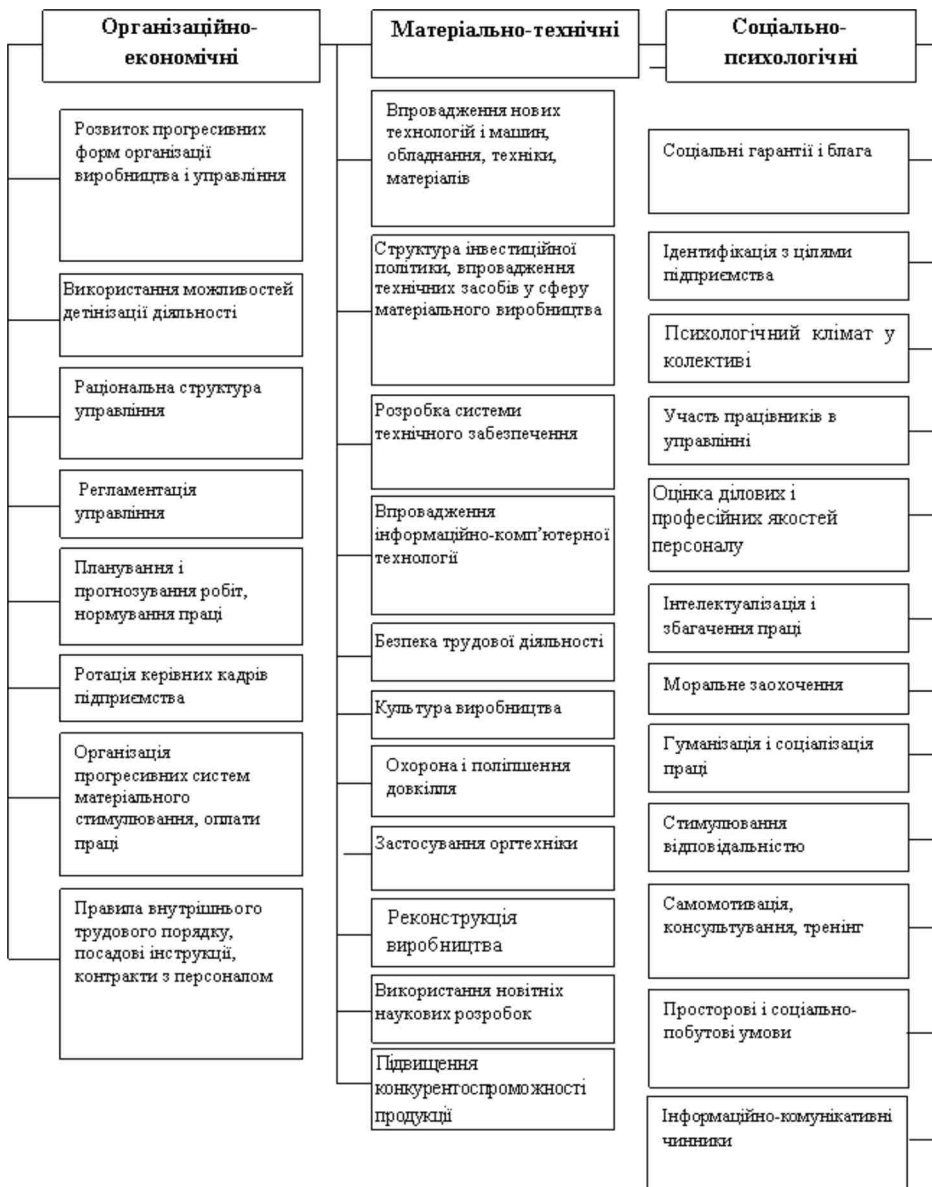 Організаційно-
економічні
Розвиток прогресивних
форм організації
виробництва і управління
Використання можливостей
детінізації діяльності
Раціональна структура
управління
Регламентація
управління
Планування і
прогнозування робіт,
нормування праці
Ротація керівних кадрів
підприємства
Організація
прогресивних систем
матеріального
стимулювання, оплати
праці
Правила внутрішнього
трудового порядку,
посадові інструкції,
контракти з персоналом
Матеріально-технічні
Впровадження нових
технологій і машин,
обладнання, техніки,
матеріалів
Структура інвестиційної
політики, впровадження
технічних засобів у сферу
матеріального виробництва
Розробка системи
технічного забезпечення
Впровадження
інформаційно-комп’ютерної
технології
Безпека трудової діяльності
Культура виробництва
Охорона і поліпшення
довкілля
Застосування оргтехніки
Реконструкція
виробництва
Використання новітніх
наукових розробок
Підвищення
конкурентоспроможності
продукції
Соціально-
психологічні
Соціальні гарантії і блага
Ідентифікація з цілями
підприємства
Психологічний клімат у
колективі
Участь працівників в
управлінні
Оцінка ділових і
професійних якостей
персоналу
Інтелектуалізація і
збагачення праці
Моральне заохочення
Гуманізація і соціалізація
праці
Стимулювання
відповідальністю
Самомотивація,
консультування, тренінг
Просторові і соціально-
побутові умови
Інформаційно-комунікативні
чинники